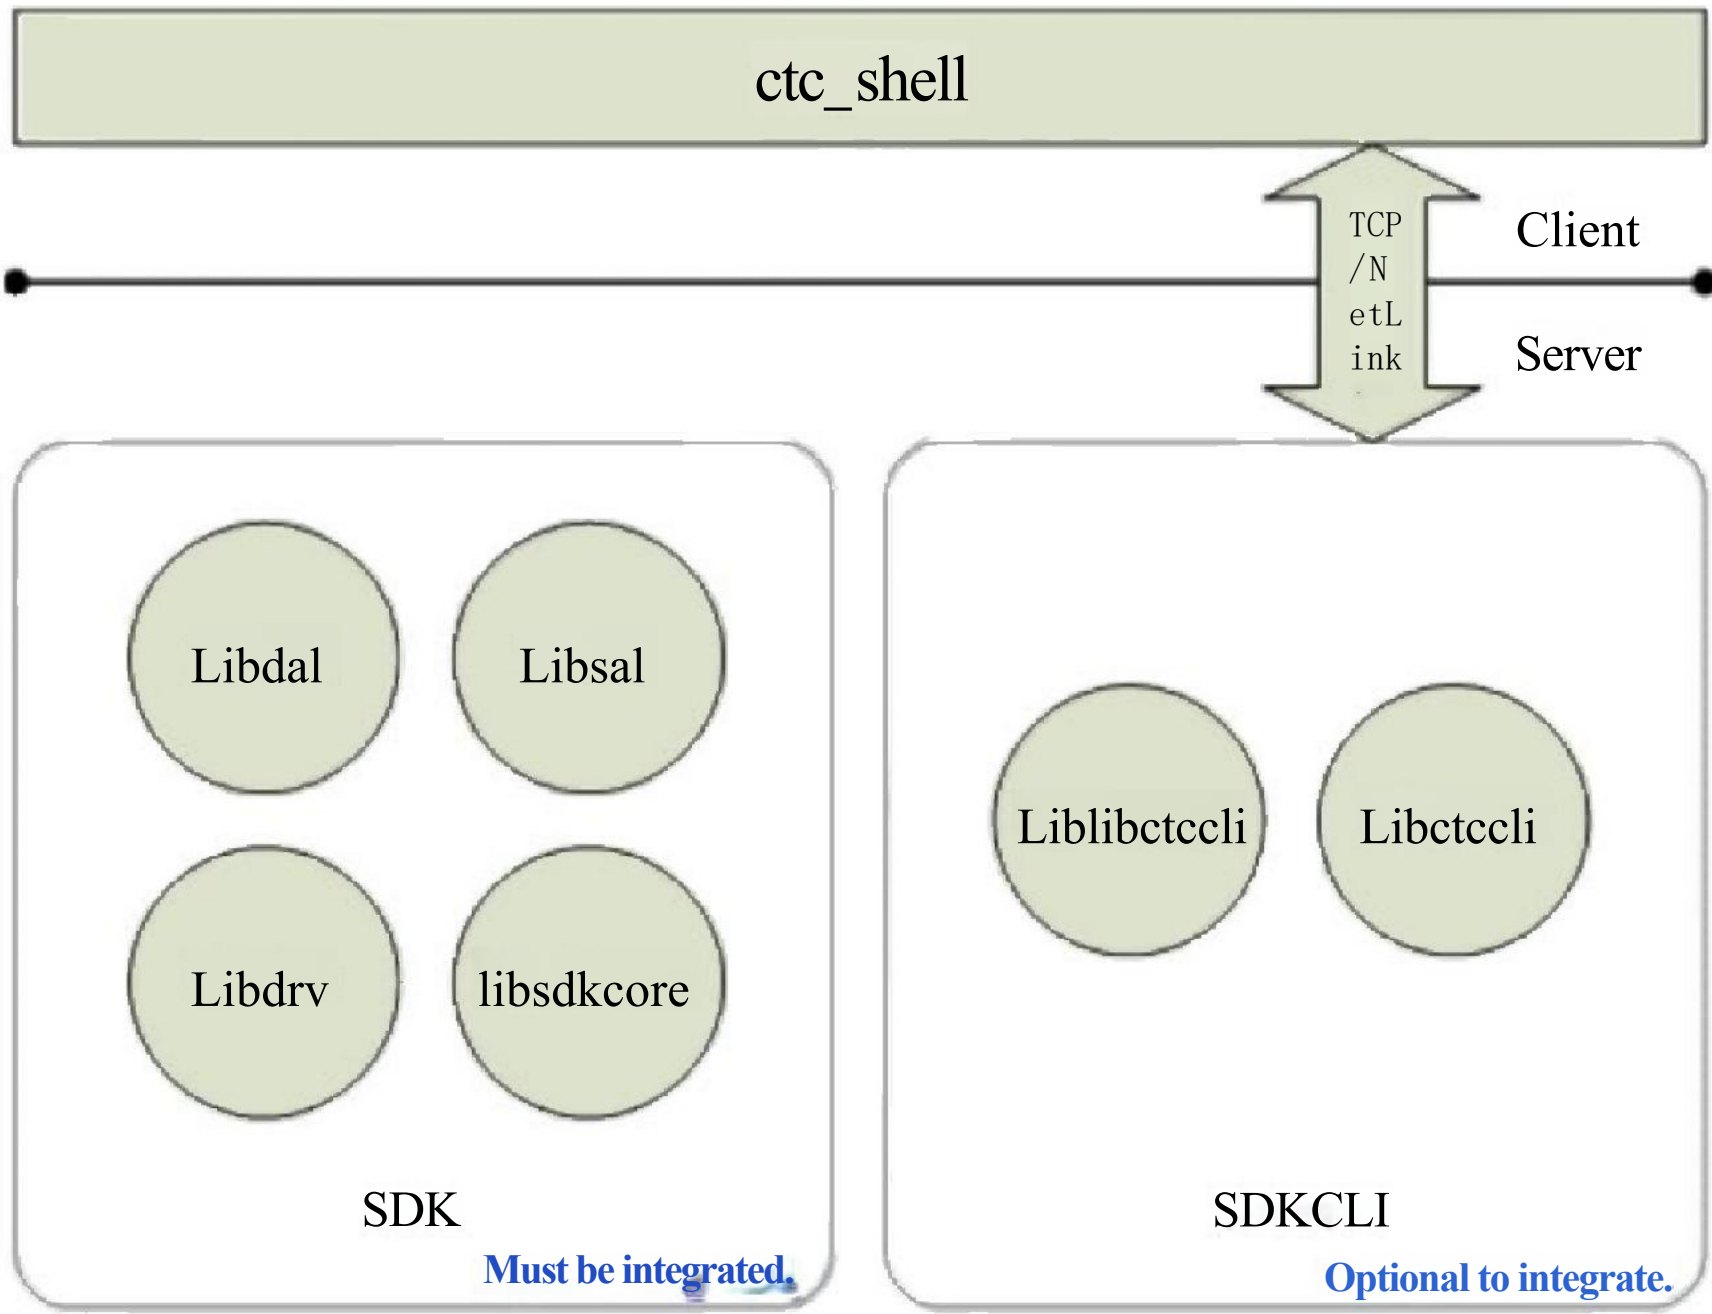 ctc_shell
TCP
/N
etL
ink
Client
Server
Libdal
Libsal
Libdrv
libsdkcore
SDK
Must be integrated.
Liblibctccli
Libctccli
SDKCLI
Optional to integrate.